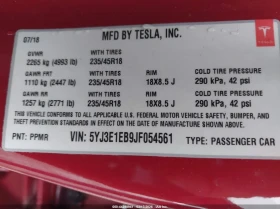 07/18 MFD BY TESLA, INC.
GVWR WITH TIRES
2265 kg (4993 lb) 235/45R18
GAWR FRT WITH TIRES RIM COLD TIRE PRESSURE
1110 kg (2447 lb) 235/45R18 18X8.5 J 290 kPa, 42 psi
GAWR RR WITH TIRES RIM COLD TIRE PRESSURE
1257 kg (2771 lb) 235/45R18 18X8.5 J 290 kPa, 42 psi
THIS VEHICLE CONFORMS TO ALL APPLICABLE U.S. FEDERAL MOTOR VEHICLE SAFETY, BUMPER, AND
THEFT PREVENTION STANDARDS IN EFFECT ON THE DATE OF MANUFACTURE SHOWN ABOVE.
PNT: PPMR VIN: 5YJ3E1EB9JF054561 TYPE: PASSENGER CAR